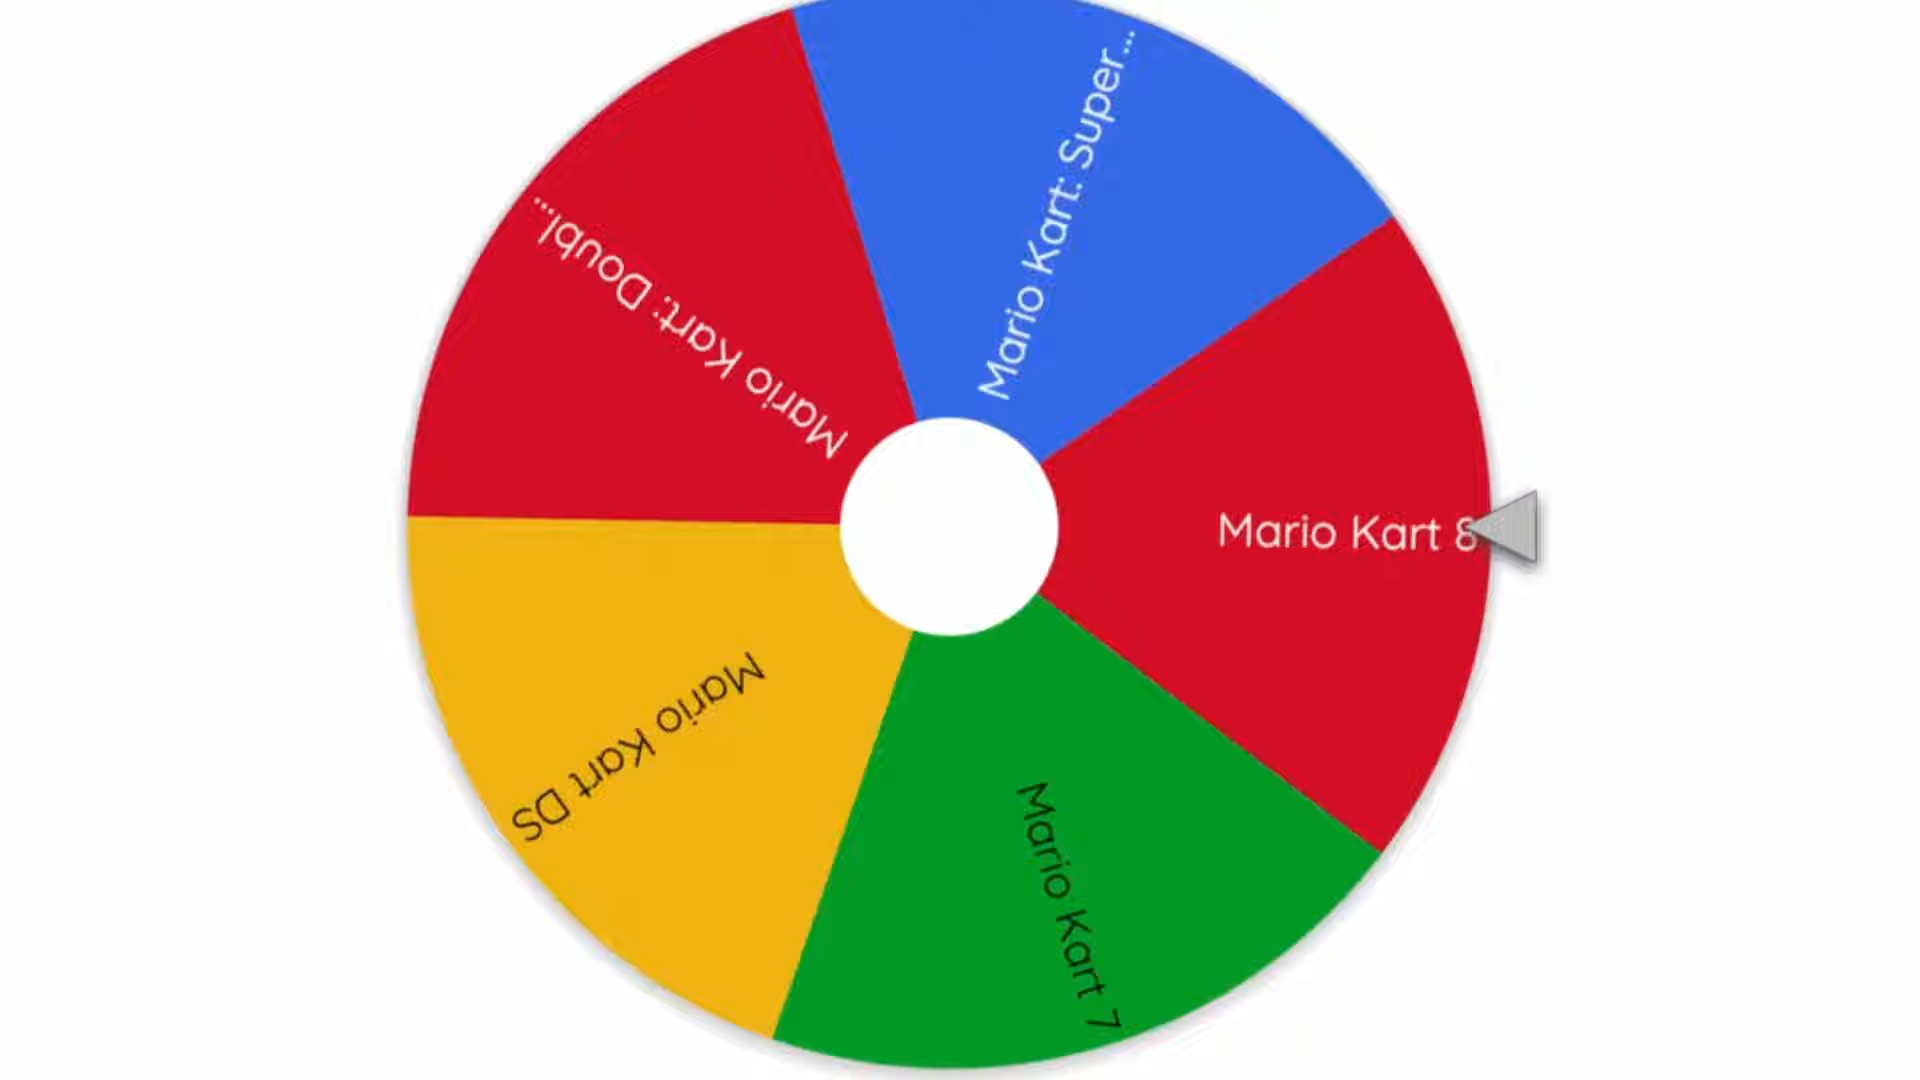 Mario Kart: Super...
Mario Kart: Doubl...
Mario Kart 8
Mario Kart DS
Mario Kart 7